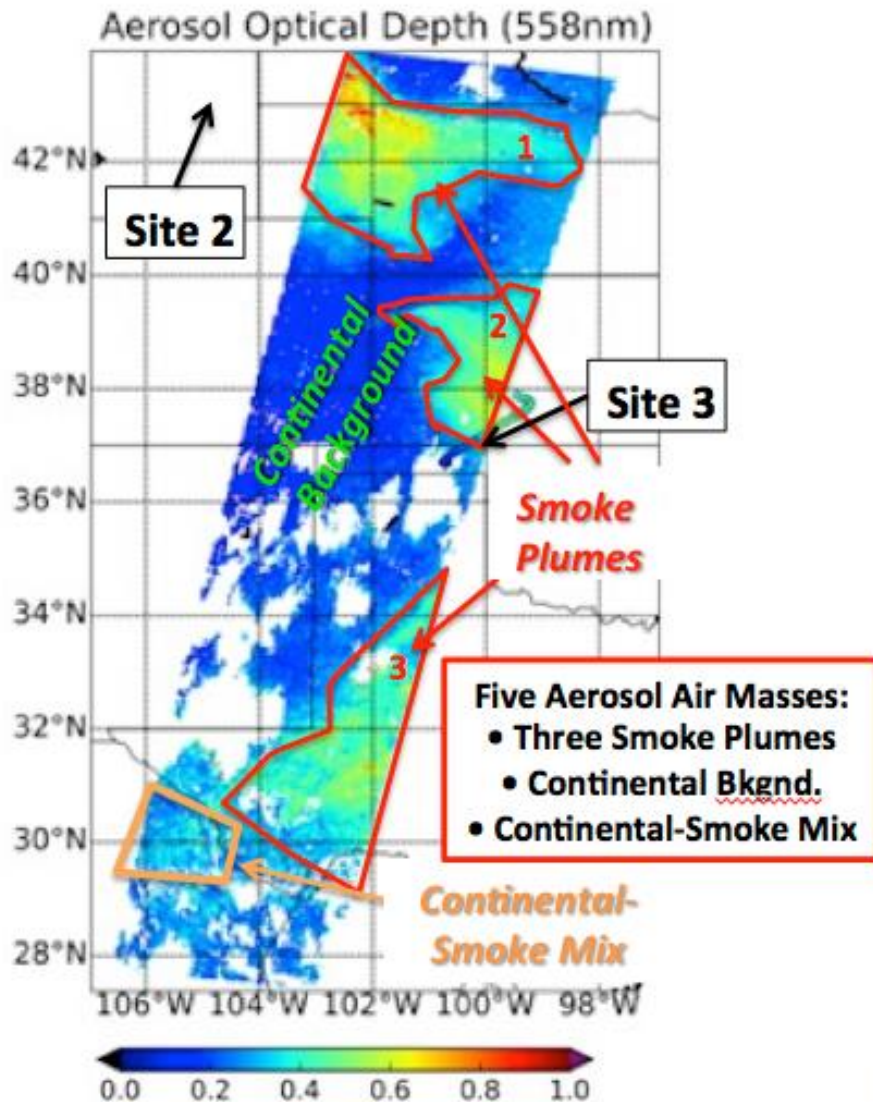 Aerosol Optical Depth (558nm)
42°N
Site 2
1
40°N
2
38°N
Continental
Background
Site 3
36°N
Smoke
Plumes
34°N
3
Five Aerosol Air Masses:
• Three Smoke Plumes
• Continental Bkgnd.
• Continental-Smoke Mix
32°N
30°N
Continental-
Smoke Mix
28°N
106°W 104°W 102°W 100°W 98°W
0.0 0.2 0.4 0.6 0.8 1.0